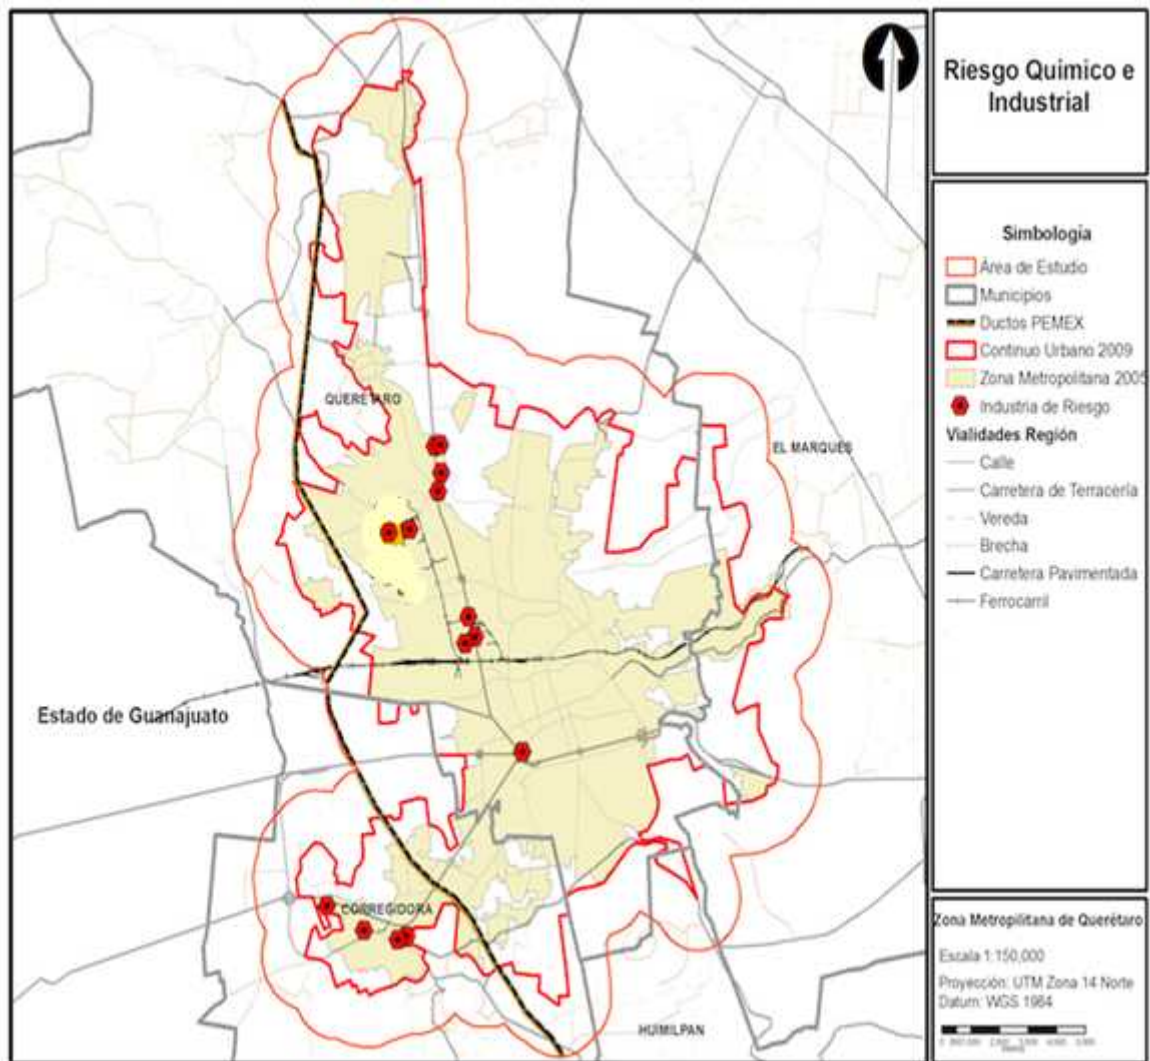 Riesgo Químico e
Industrial
Simbología
Área de Estudio
Municipios
Ductos PEMEX
Continuo Urbano 2009
Zona Metropolitana 2005
Industria de Riesgo
Vialidades Región
Calle
Carretera de Terracería
Vereda
Brecha
Carretera Pavimentada
Ferrocarril
QUERÉTARO
EL MARQUÉS
Estado de Guanajuato
CORREGIDORA
HUIMILPAN
Zona Metropilitana de Querétaro
Escala 1:150,000
Proyección: UTM Zona 14 Norte
Datum: WGS 1984